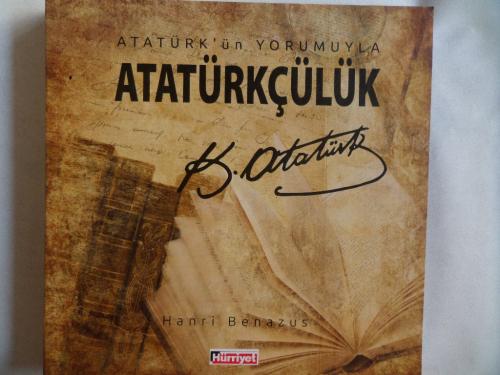 ATATÜRK'ün YORUMUYLA
ATATÜRKÇÜLÜK
K. Atatürk
Hanri Benazus
Hürriyet